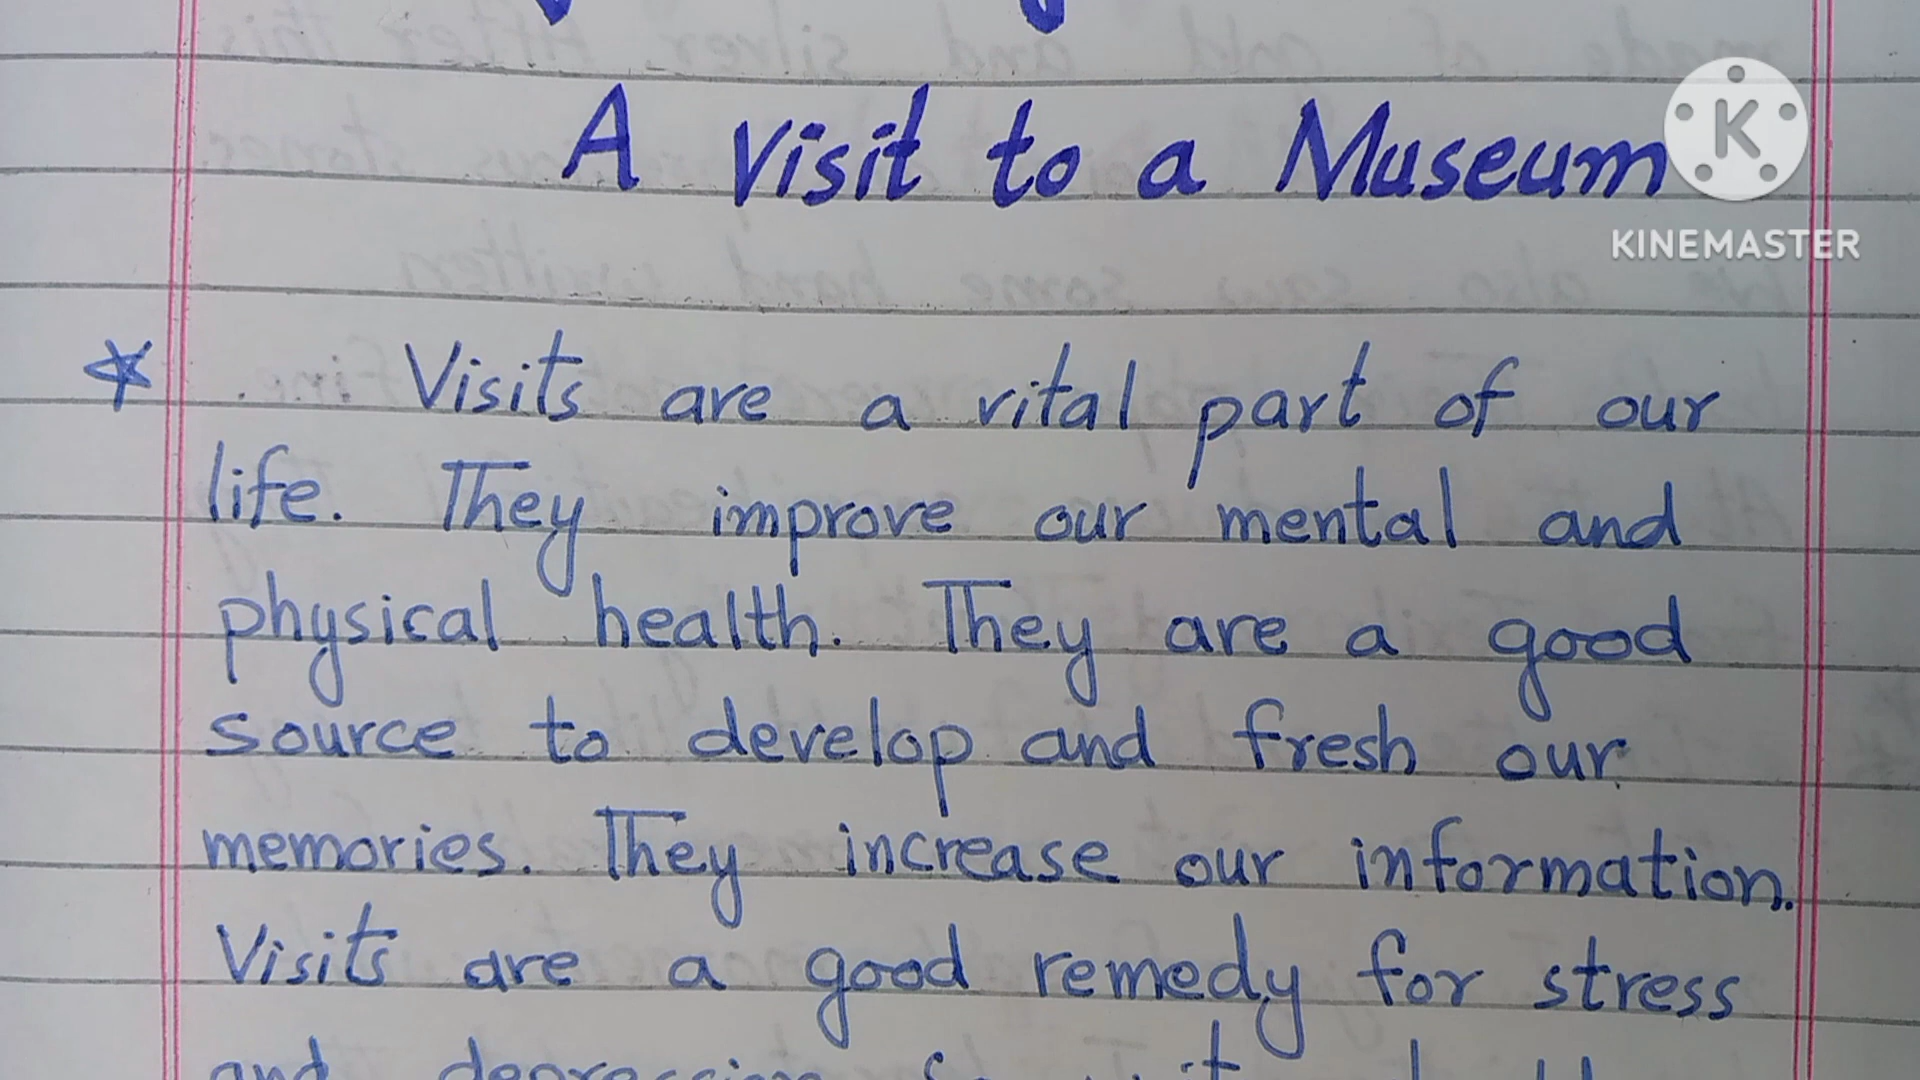 A Visit to a Museum
K
KINEMASTER
Visits are a vital part of our
life. They improve our mental and
physical health. They are a good
source to develop and fresh our
memories. They increase our information.
Visits are a good remedy for stress
and depression